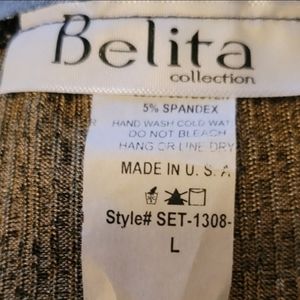 Belita
collection
5% SPANDEX
HAND WASH COLD WAT
DO NOT BLEACH
HANG OR LINE DRY
MADE IN U. S. A
Style# SET-1308-
L